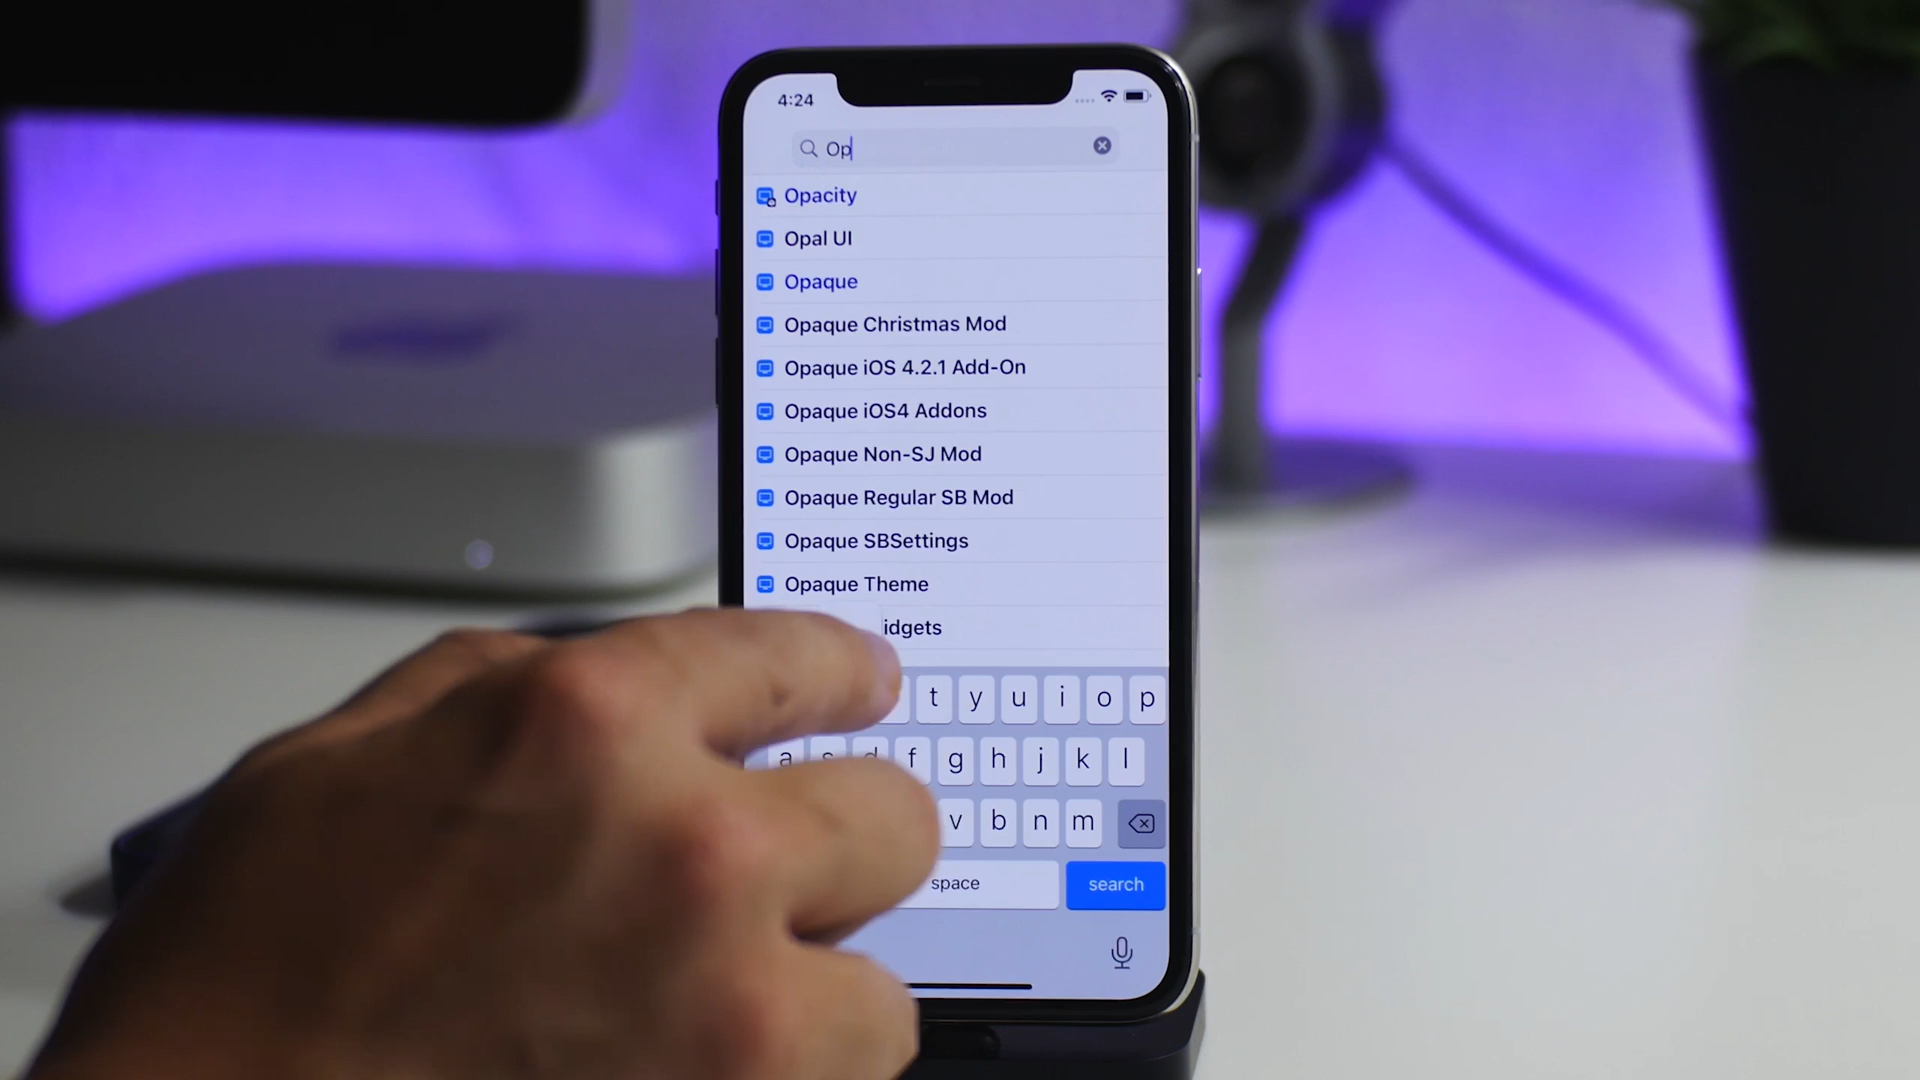 4:24
Op
Opacity
Opal UI
Opaque
Opaque Christmas Mod
Opaque iOS 4.2.1 Add-On
Opaque iOS4 Addons
Opaque Non-SJ Mod
Opaque Regular SB Mod
Opaque SBSettings
Opaque Theme
idgets
t y u i o p
a s d f g h j k l
v b n m
space search